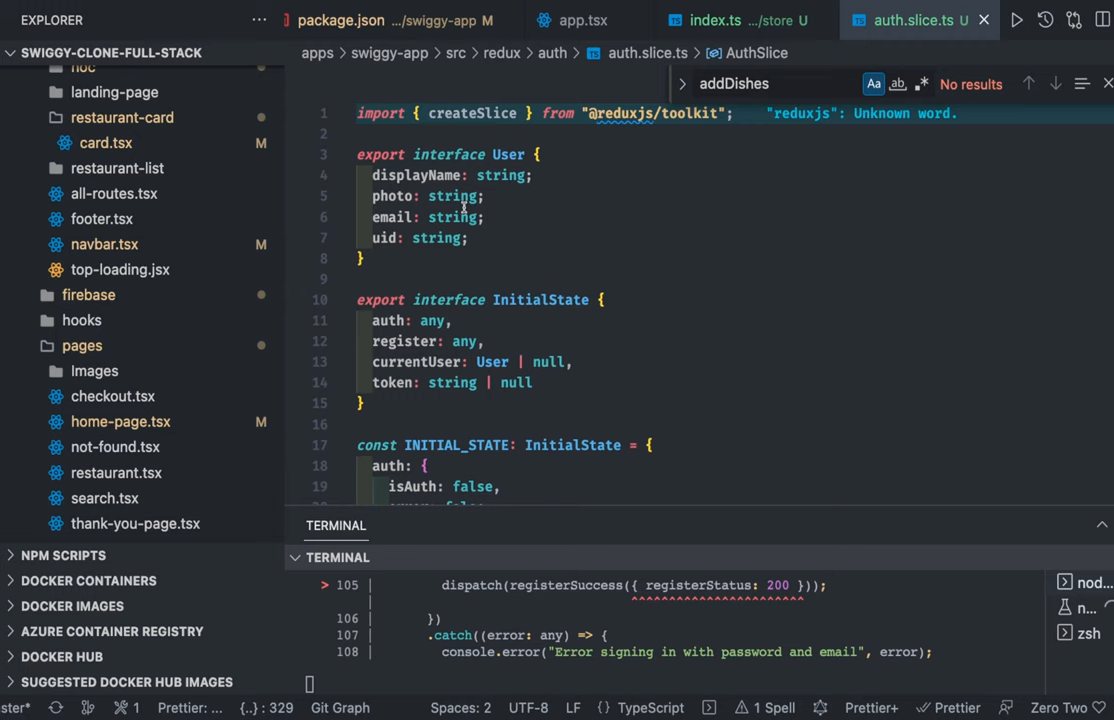 EXPLORER
package.json .../swiggy-app M
app.tsx
index.ts .../store U
auth.slice.ts U
SWIGGY-CLONE-FULL-STACK
apps > swiggy-app > src > redux > auth > auth.slice.ts > AuthSlice
addDishes
Aa
ab
No results
hoc
landing-page
restaurant-card
card.tsx M
restaurant-list
all-routes.tsx
footer.tsx
navbar.tsx M
top-loading.jsx
firebase
hooks
pages
Images
checkout.tsx
home-page.tsx M
not-found.tsx
restaurant.tsx
search.tsx
thank-you-page.tsx
NPM SCRIPTS
DOCKER CONTAINERS
DOCKER IMAGES
AZURE CONTAINER REGISTRY
DOCKER HUB
SUGGESTED DOCKER HUB IMAGES
1 import { createSlice } from "@reduxjs/toolkit"; "reduxjs": Unknown word.
2
3 export interface User {
4 displayName: string;
5 photo: string;
6 email: string;
7 uid: string;
8 }
9
10 export interface InitialState {
11 auth: any,
12 register: any,
13 currentUser: User | null,
14 token: string | null
15 }
16
17 const INITIAL_STATE: InitialState = {
18 auth: {
19 isAuth: false,
TERMINAL
TERMINAL
> 105 | dispatch(registerSuccess({ registerStatus: 200 }));
| ^^^^^^^^^^^^^^^^^^^^^^
106 | })
107 | .catch((error: any) => {
108 | console.error("Error signing in with password and email", error);
nod...
n...
zsh
ster* 1 Prettier: ... {..} : 329 Git Graph Spaces: 2 UTF-8 LF {} TypeScript 1 Spell Prettier+ Prettier Zero Two